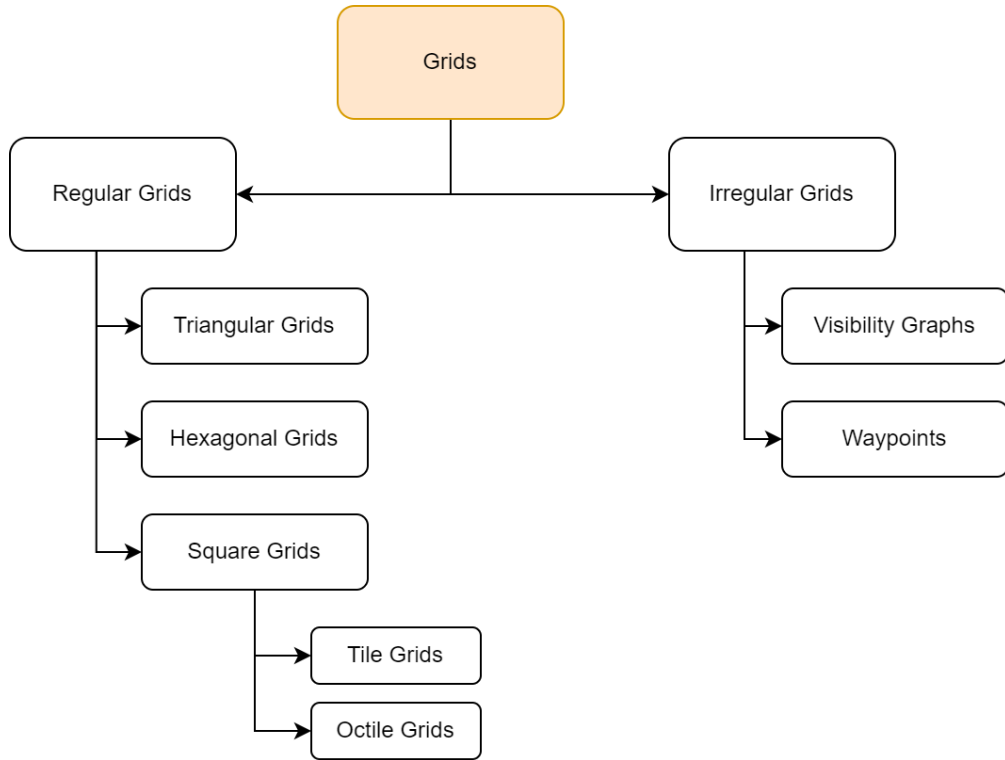 Grids
Regular Grids
Irregular Grids
Triangular Grids
Visibility Graphs
Hexagonal Grids
Waypoints
Square Grids
Tile Grids
Octile Grids